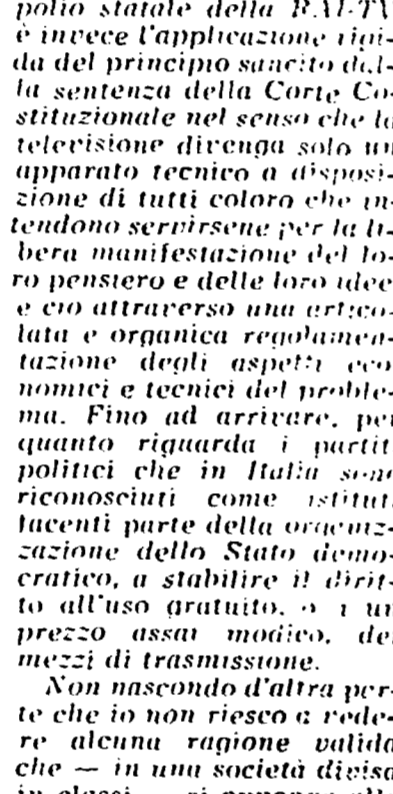 polio statale della RAI-TV
è invece l'applicazione rigi-
da del principio sancito dal-
la sentenza della Corte Co-
stituzionale nel senso che la
televisione divenga solo un
apparato tecnico a disposi-
zione di tutti coloro che in-
tendono servirsene per la li-
bera manifestazione del lo-
ro pensiero e delle loro idee
e ciò attraverso una artico-
lata e organica regolamen-
tazione degli aspetti eco-
nomici e tecnici del proble-
ma. Fino ad arrivare, per
quanto riguarda i partiti
politici che in Italia sono
riconosciuti come istituti
facenti parte della organiz-
zazione dello Stato demo-
cratico, a stabilire il dirit-
to all'uso gratuito, o a un
prezzo assai modico, dei
mezzi di trasmissione.
Non nascondo d'altra par-
te che io non riesco a vede-
re alcuna ragione valida
che — in una società divisa
in classi